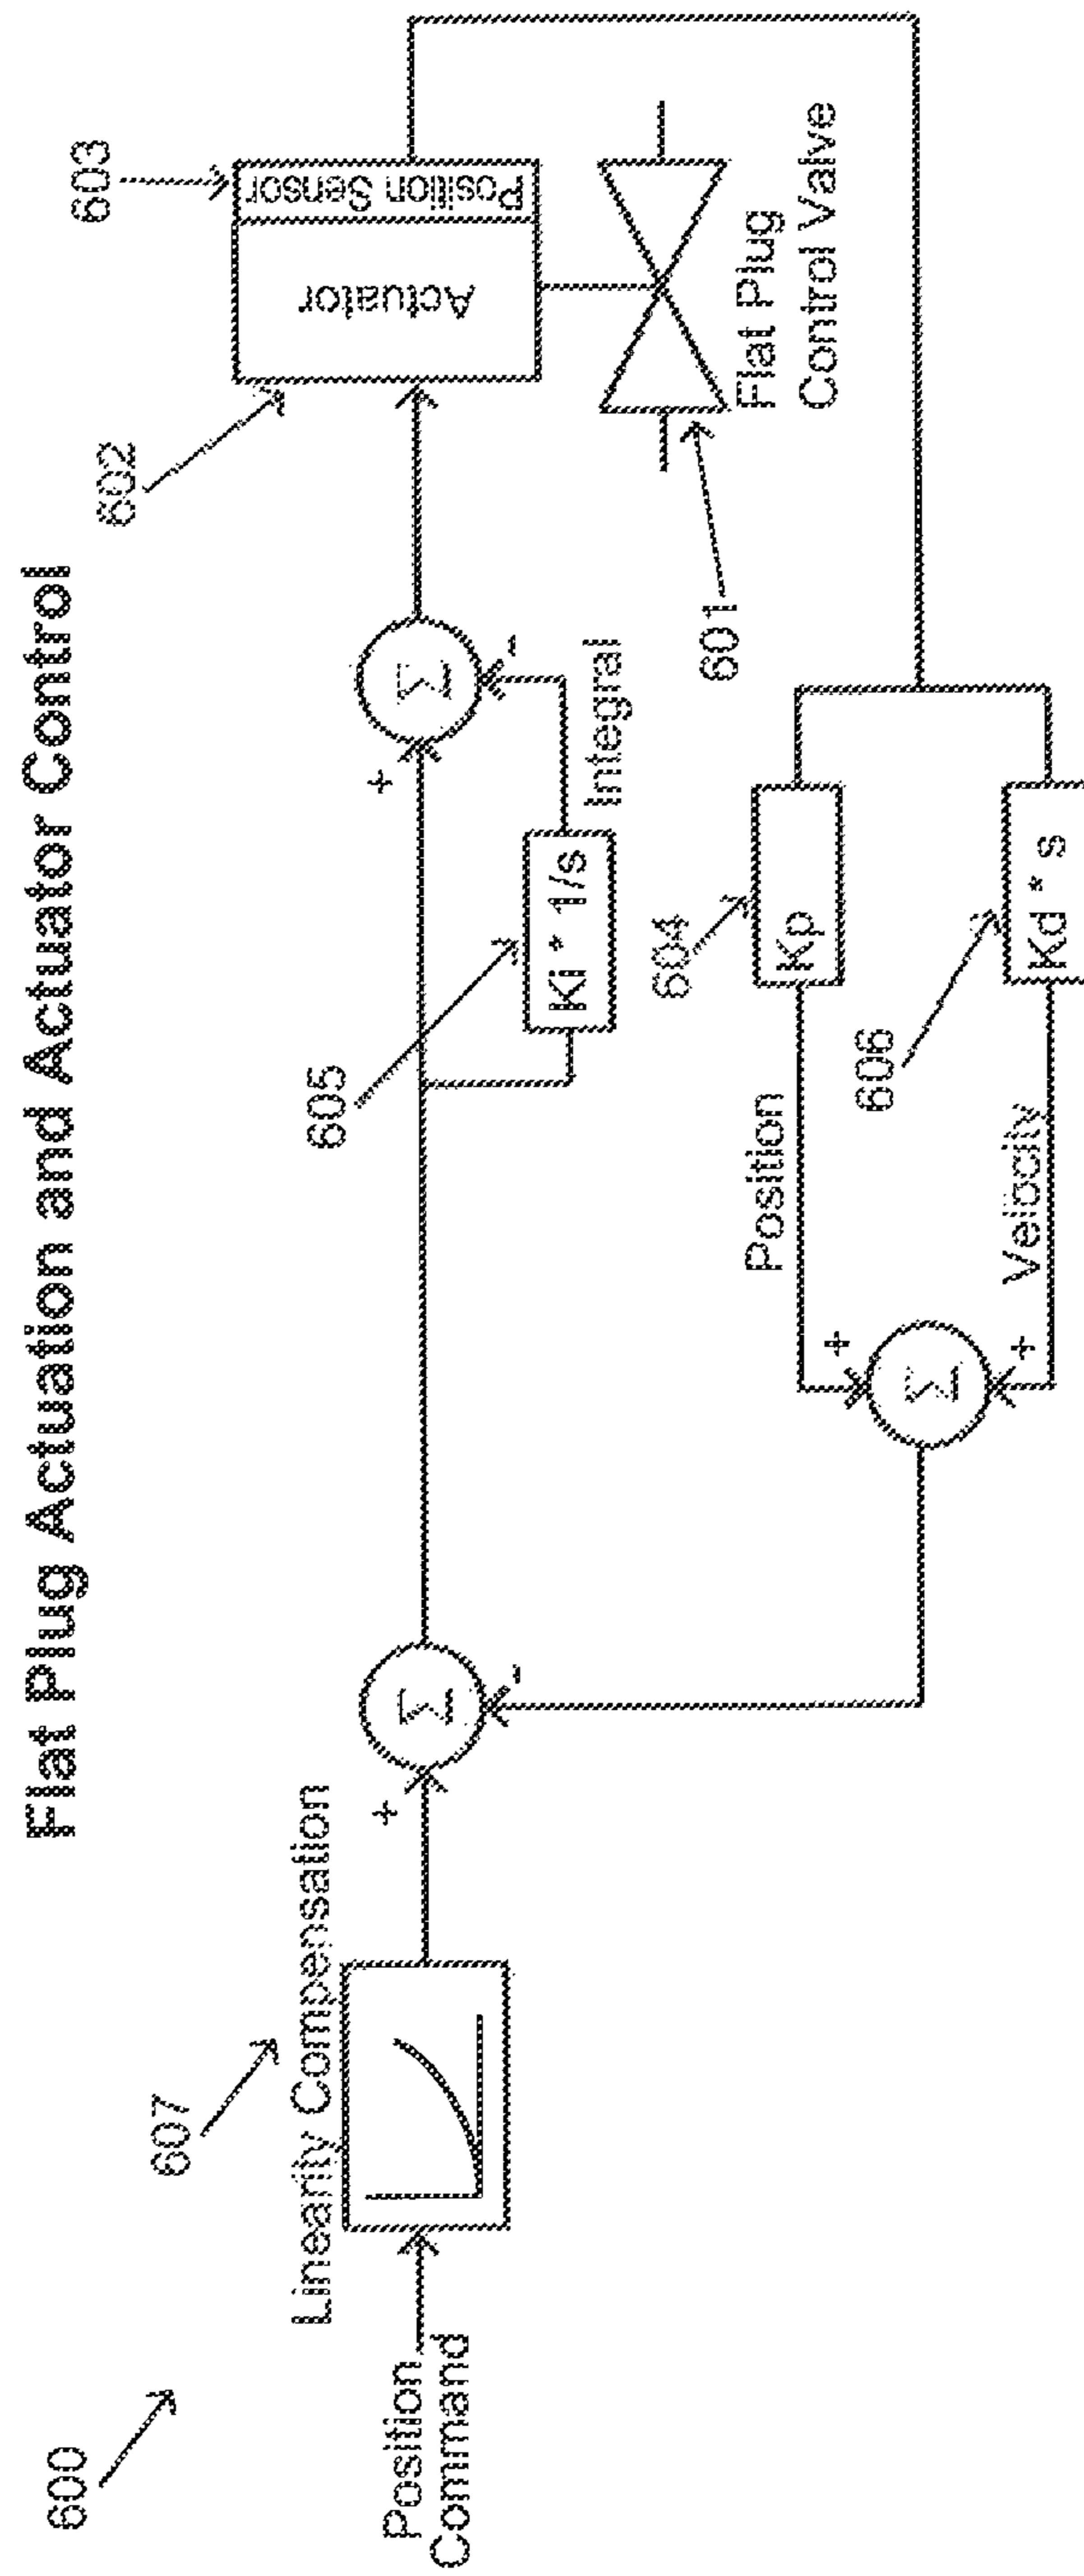 Flat Plug Actuation and Actuator Control
600
607
Linearity Compensation
Position
Command
+
Σ
-
605
Ki * 1/s
Integral
+
Σ
-
602
603
Actuator
Position Sensor
601
Flat Plug
Control Valve
604
Kp
Position
606
Kd * s
Velocity
+
Σ
+